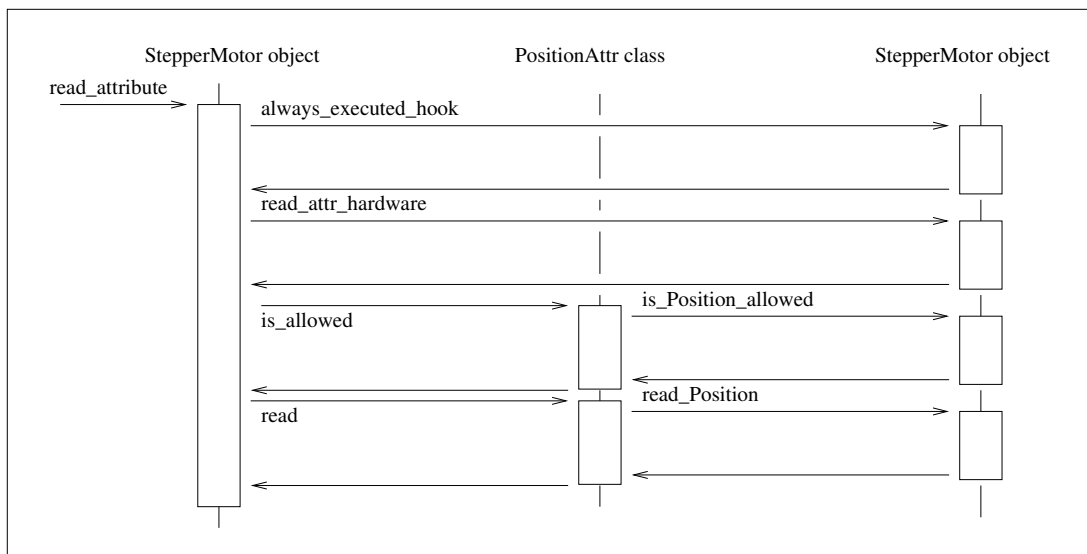 StepperMotor object
PositionAttr class
StepperMotor object
read_attribute
always_executed_hook
read_attr_hardware
is_allowed
is_Position_allowed
read
read_Position